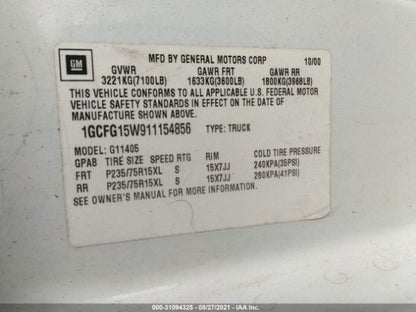 GM
MFD BY GENERAL MOTORS CORP 10/00
GVWR GAWR FRT GAWR RR
3221KG(7100LB) 1633KG(3600LB) 1800KG(3968LB)
THIS VEHICLE CONFORMS TO ALL APPLICABLE U.S. FEDERAL MOTOR
VEHICLE SAFETY STANDARDS IN EFFECT ON THE DATE OF
MANUFACTURE SHOWN ABOVE.
1GCFG15W911154856 TYPE: TRUCK
MODEL: G11405
GPAB TIRE SIZE SPEED RTG RIM COLD TIRE PRESSURE
FRT P235/75R15XL S 15X7JJ 240KPA(35PSI)
RR P235/75R15XL S 15X7JJ 280KPA(41PSI)
SEE OWNER'S MANUAL FOR MORE INFORMATION.
000-31094325 - (08/27/2021) - IAAI Group